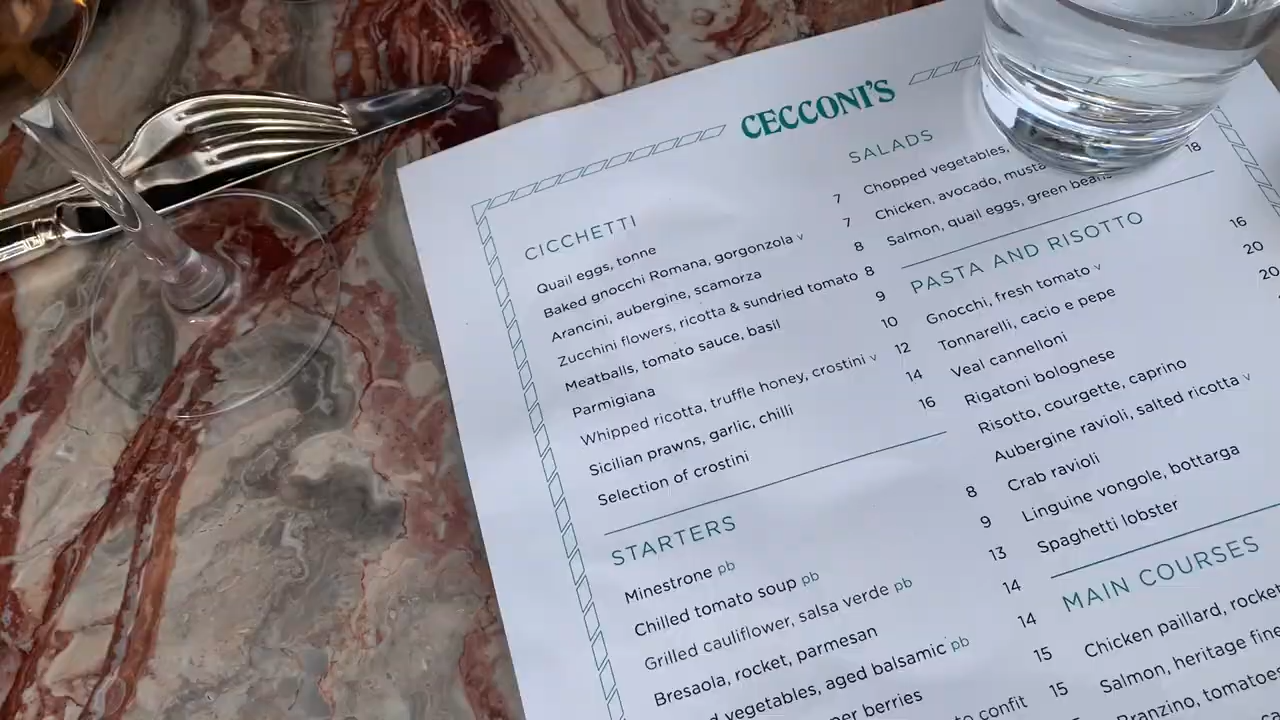 CECCONI'S
CICCHETTI
Quail eggs, tonne 7
Baked gnocchi Romana, gorgonzola v 7
Arancini, aubergine, scamorza 8
Zucchini flowers, ricotta & sundried tomato 8
Meatballs, tomato sauce, basil 9
Parmigiana 10
Whipped ricotta, truffle honey, crostini v 12
Sicilian prawns, garlic, chilli 14
Selection of crostini 16
STARTERS
Minestrone pb 8
Chilled tomato soup pb 9
Grilled cauliflower, salsa verde pb 13
Bresaola, rocket, parmesan 14
vegetables, aged balsamic pb 14
berries 15
confit 15
SALADS
Chopped vegetables,
Chicken, avocado,
Salmon, quail eggs, green beans 18
PASTA AND RISOTTO
Gnocchi, fresh tomato v 16
Tonnarelli, cacio e pepe 20
Veal cannelloni 20
Rigatoni bolognese
Risotto, courgette, caprino
Aubergine ravioli, salted ricotta v
Crab ravioli
Linguine vongole, bottarga
Spaghetti lobster
MAIN COURSES
Chicken paillard, rocket
Salmon, heritage
Branzino, tomatoes